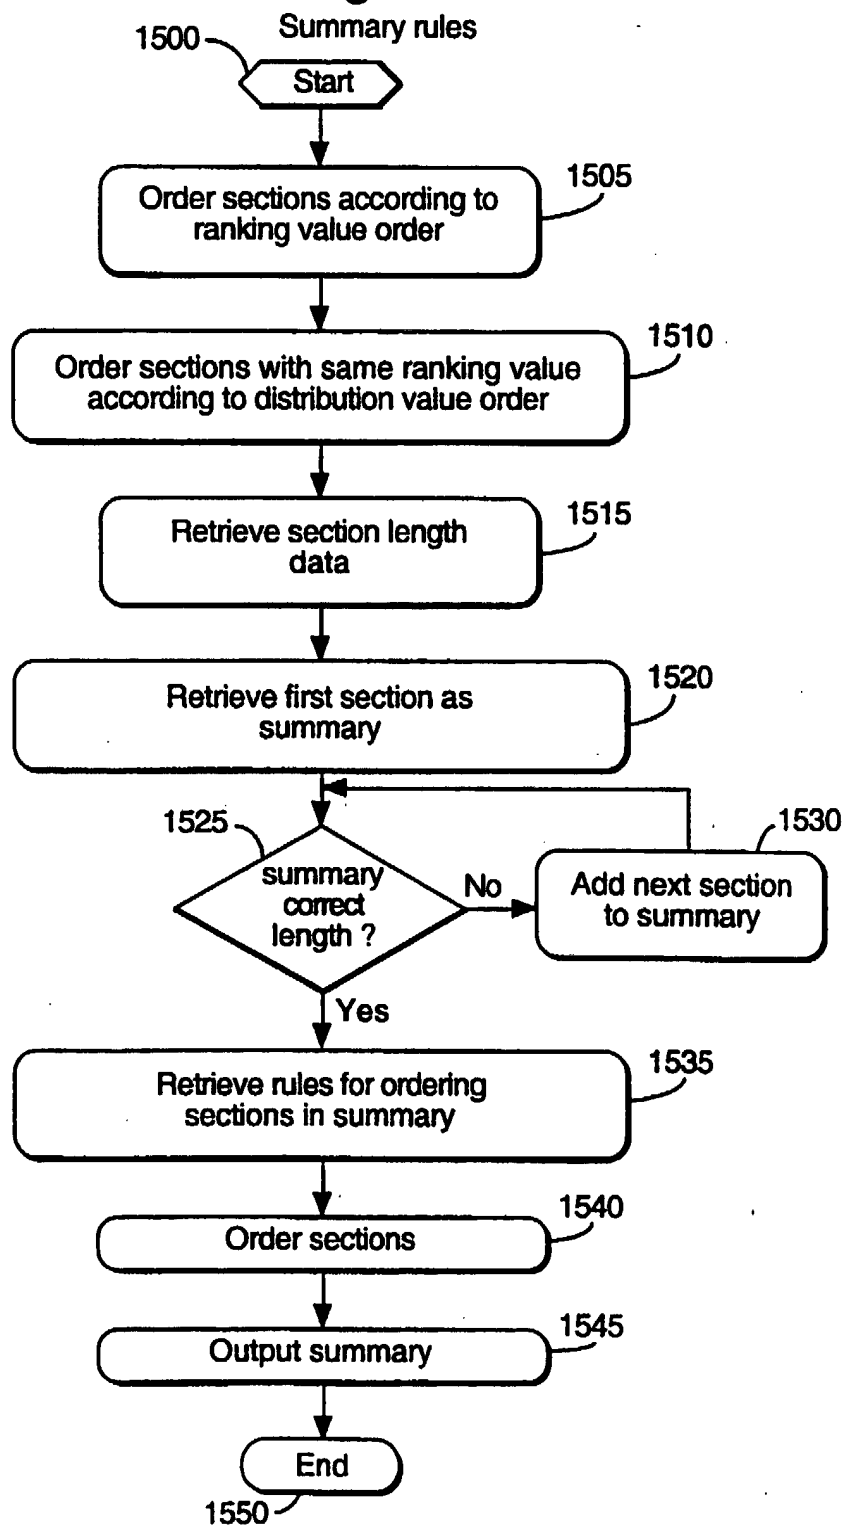 Summary rules
1500
Start
1505
Order sections according to
ranking value order
1510
Order sections with same ranking value
according to distribution value order
1515
Retrieve section length
data
1520
Retrieve first section as
summary
1525
summary
correct
length ?
No
1530
Add next section
to summary
Yes
1535
Retrieve rules for ordering
sections in summary
1540
Order sections
1545
Output summary
End
1550